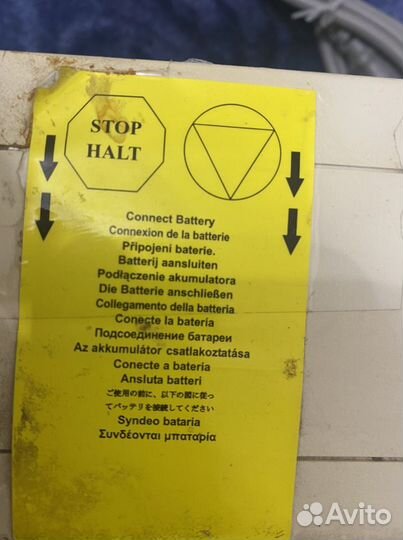 STOP
HALT
Connect Battery
Connexion de la batterie
Připojeni baterie.
Batterij aansluiten
Podłączenie akumulatora
Die Batterie anschließen
Collegamento della batteria
Conecte la batería
Подсоединение батареи
Az akkumulátor csatlakoztatása
Conecte a bateria
Ansluta batteri
ご使用の前に、以下の図に従っ
てバッテリを接続してください
Syndeo bataria
Συνδέονται μπαταρία
Avito